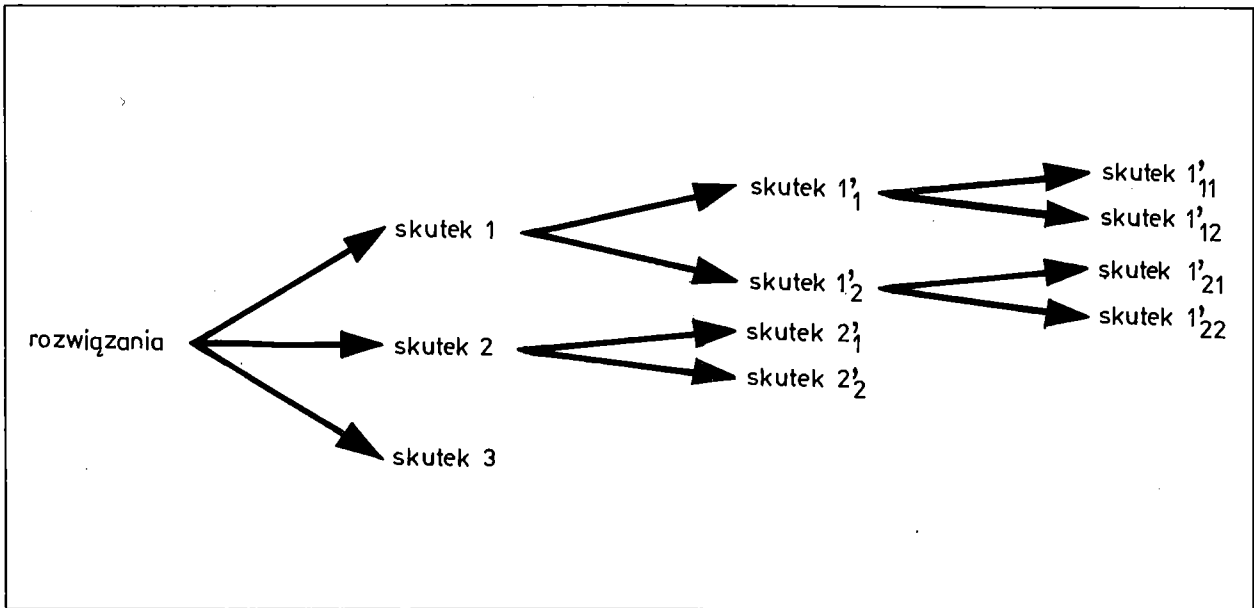 rozwiązania
skutek 1
skutek 2
skutek 3
skutek 1'₁
skutek 1'₂
skutek 2'₁
skutek 2'₂
skutek 1'₁₁
skutek 1'₁₂
skutek 1'₂₁
skutek 1'₂₂